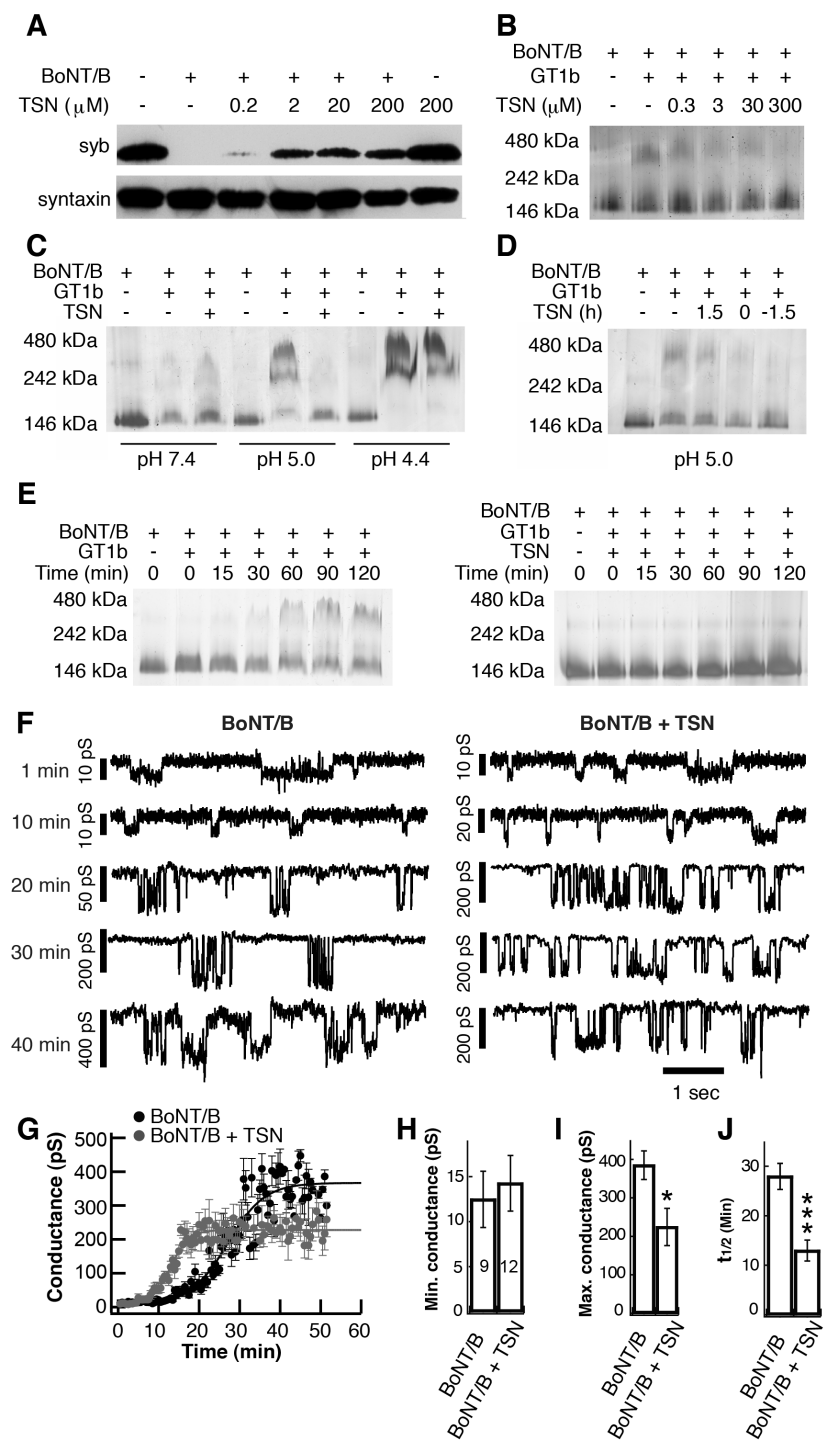 A
BoNT/B - + + + + + -
TSN (µM) - - 0.2 2 20 200 200
syb
syntaxin
B
BoNT/B + + + + + +
GT1b - + + + + +
TSN (µM) - - 0.3 3 30 300
480 kDa
242 kDa
146 kDa
C
BoNT/B + + + + + + + + +
GT1b - + + - + + - + +
TSN - - + - - + - - +
480 kDa
242 kDa
146 kDa
pH 7.4 pH 5.0 pH 4.4
D
BoNT/B + + + + +
GT1b - + + + +
TSN (h) - - 1.5 0 -1.5
480 kDa
242 kDa
146 kDa
pH 5.0
E
BoNT/B + + + + + + +
GT1b - + + + + + +
Time (min) 0 0 15 30 60 90 120
480 kDa
242 kDa
146 kDa
BoNT/B + + + + + + +
GT1b - + + + + + +
TSN - + + + + + +
Time (min) 0 0 15 30 60 90 120
480 kDa
242 kDa
146 kDa
F
BoNT/B BoNT/B + TSN
1 min 10 pS 10 pS
10 min 10 pS 20 pS
20 min 50 pS 200 pS
30 min 200 pS 200 pS
40 min 400 pS 200 pS
1 sec
G
BoNT/B
BoNT/B + TSN
Conductance (pS)
500
400
300
200
100
0
0 10 20 30 40 50 60
Time (min)
H
Min. conductance (pS)
15
10
5
0
9 12
BoNT/B
BoNT/B + TSN
I
Max. conductance (pS)
400
300
200
100
0
*
BoNT/B
BoNT/B + TSN
J
t1/2 (Min)
30
20
10
0
***
BoNT/B
BoNT/B + TSN